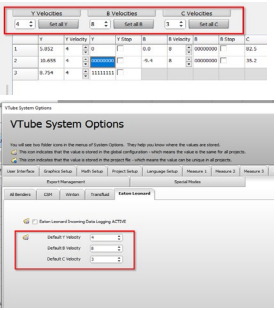 Y Velocities B Velocities C Velocities
4 Set all Y 8 Set all B 3 Set all C
Y Y Velocity Y Y Stop B B Velocity B B Stop C
1 5.852 4 0 0.0 8 00000000 82.5
2 10.655 4 00000000 -5.4 8 00000000 35.2
3 8.754 4 11111111
VTube System Options
VTube System Options
You will see two folder icons in the menus of System Options. They help you know where the values are stored.
This icon indicates that the value is stored in the global configuration - which means the value is the same for all projects.
This icon indicates that the value is stored in the project file - which means the value can be unique in all projects.
User Interface Graphics Setup Math Setup Project Setup Language Setup Measure 1 Measure 2 Measure 3
Export Management Special Modes
All Benders CSM Winton Transfluid Eaton Leonard
Eaton Leonard Incoming Data Logging ACTIVE
Default Y Velocity 4
Default B Velocity 8
Default C Velocity 3